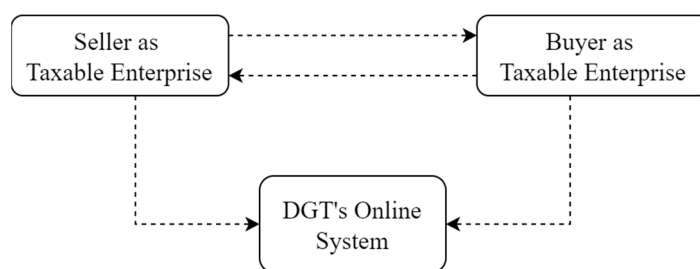 Seller as
Taxable Enterprise
Buyer as
Taxable Enterprise
DGT's Online
System